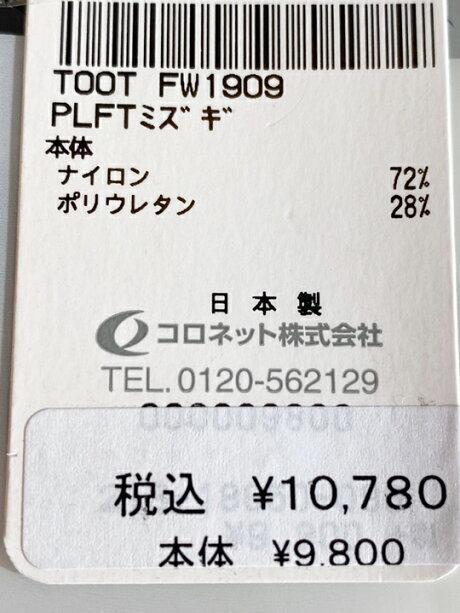 TOOT FW1909
PLFTミズギ
本体
ナイロン 72%
ポリウレタン 28%
日本製
コロネット株式会社
TEL. 0120-562129
税込 ¥10,780
本体 ¥9,800